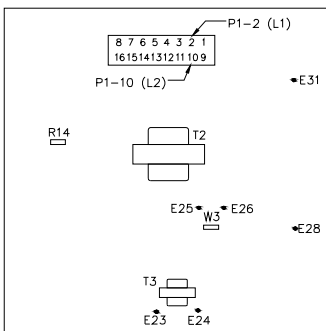 P1-2 (L1)
8 7 6 5 4 3 2 1
16 15 14 13 12 11 10 9
P1-10 (L2)
E31
R14
T2
E25 E26
W3
E28
T3
E23 E24